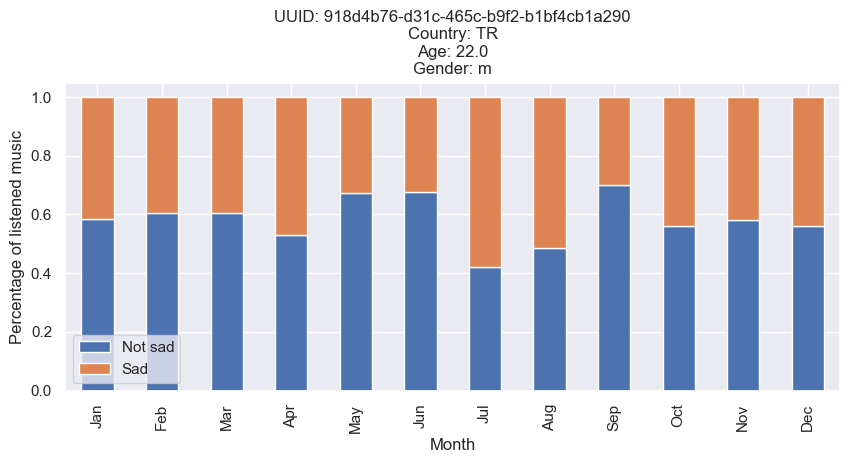 UUID: 918d4b76-d31c-465c-b9f2-b1bf4cb1a290
Country: TR
Age: 22.0
Gender: m
Percentage of listened music
1.0
0.8
0.6
0.4
0.2
0.0
Not sad
Sad
Jan
Feb
Mar
Apr
May
Jun
Jul
Aug
Sep
Oct
Nov
Dec
Month